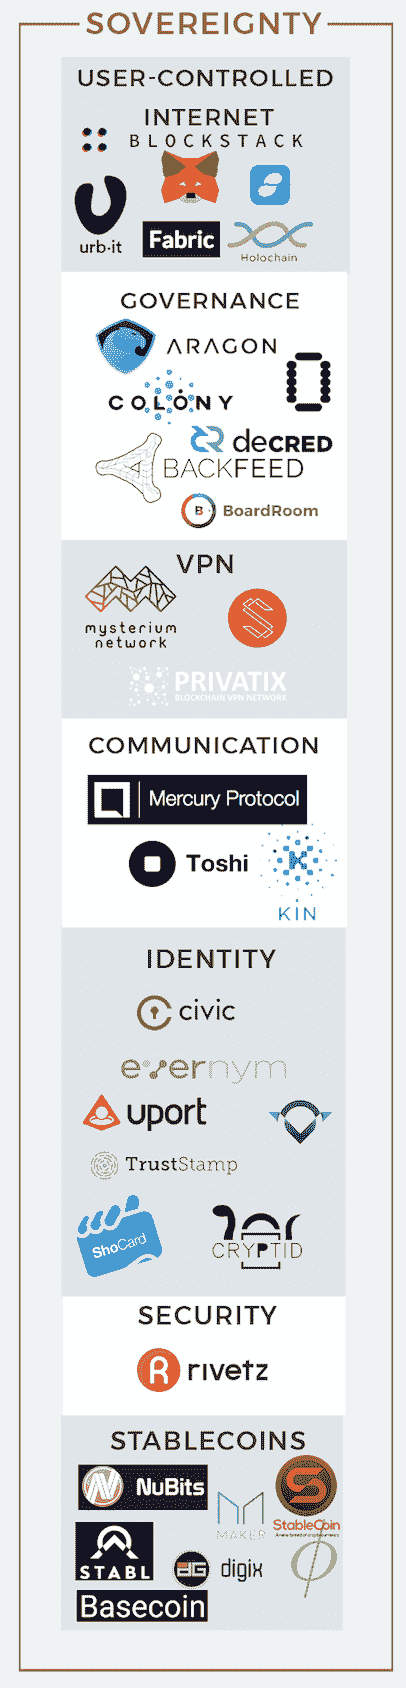 SOVEREIGNTY
USER-CONTROLLED
INTERNET
BLOCKSTACK
urb·it
Fabric
Holochain
GOVERNANCE
ARAGON
COLONY
deCRED
BACKFEED
B
BoardRoom
VPN
mysterium
network
PRIVATIX
BLOCKCHAIN VPN NETWORK
COMMUNICATION
Mercury Protocol
Toshi
K
KIN
IDENTITY
civic
evernym
uport
TrustStamp
ShoCard
CRYPTID
SECURITY
R
rivetz
STABLECOINS
N
NuBits
MAKER
S
StableCoin
STABL
DG
digix
Basecoin